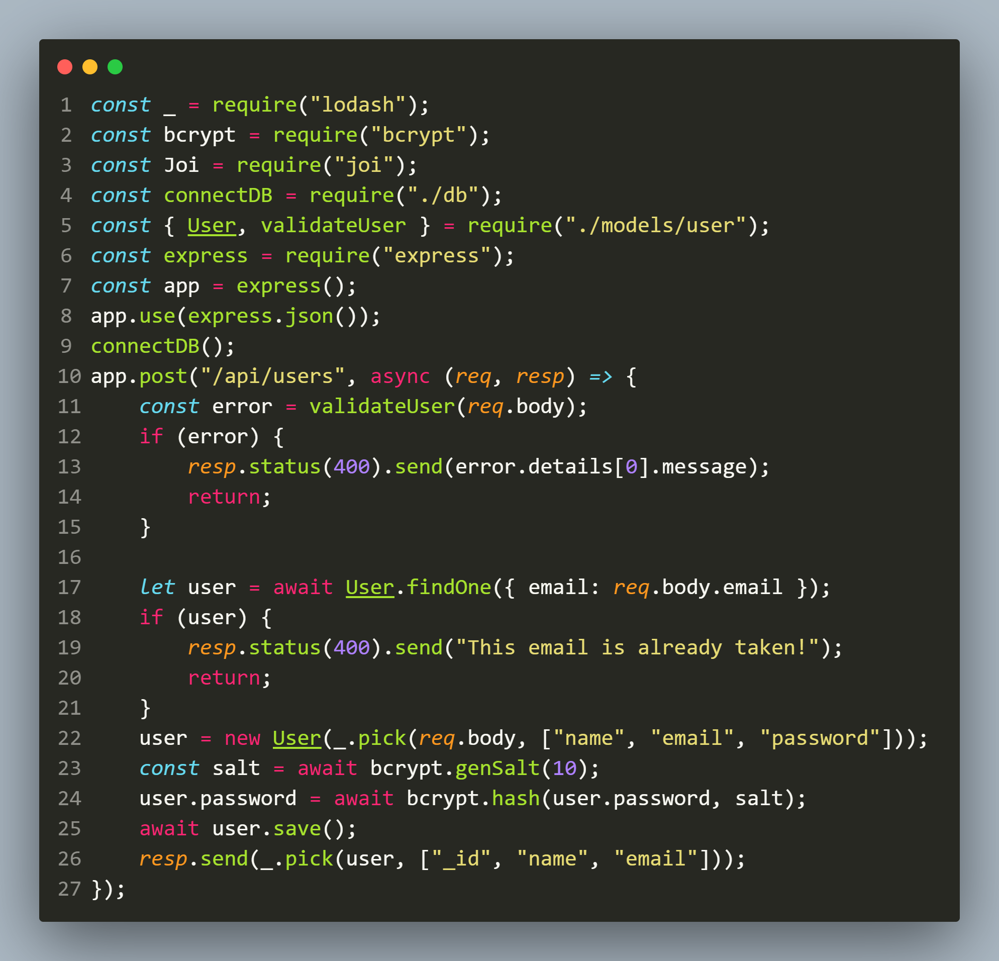 1 const _ = require("lodash");
2 const bcrypt = require("bcrypt");
3 const Joi = require("joi");
4 const connectDB = require("./db");
5 const { User, validateUser } = require("./models/user");
6 const express = require("express");
7 const app = express();
8 app.use(express.json());
9 connectDB();
10 app.post("/api/users", async (req, resp) => {
11     const error = validateUser(req.body);
12     if (error) {
13         resp.status(400).send(error.details[0].message);
14         return;
15     }
16
17     let user = await User.findOne({ email: req.body.email });
18     if (user) {
19         resp.status(400).send("This email is already taken!");
20         return;
21     }
22     user = new User(_.pick(req.body, ["name", "email", "password"]));
23     const salt = await bcrypt.genSalt(10);
24     user.password = await bcrypt.hash(user.password, salt);
25     await user.save();
26     resp.send(_.pick(user, ["_id", "name", "email"]));
27 });